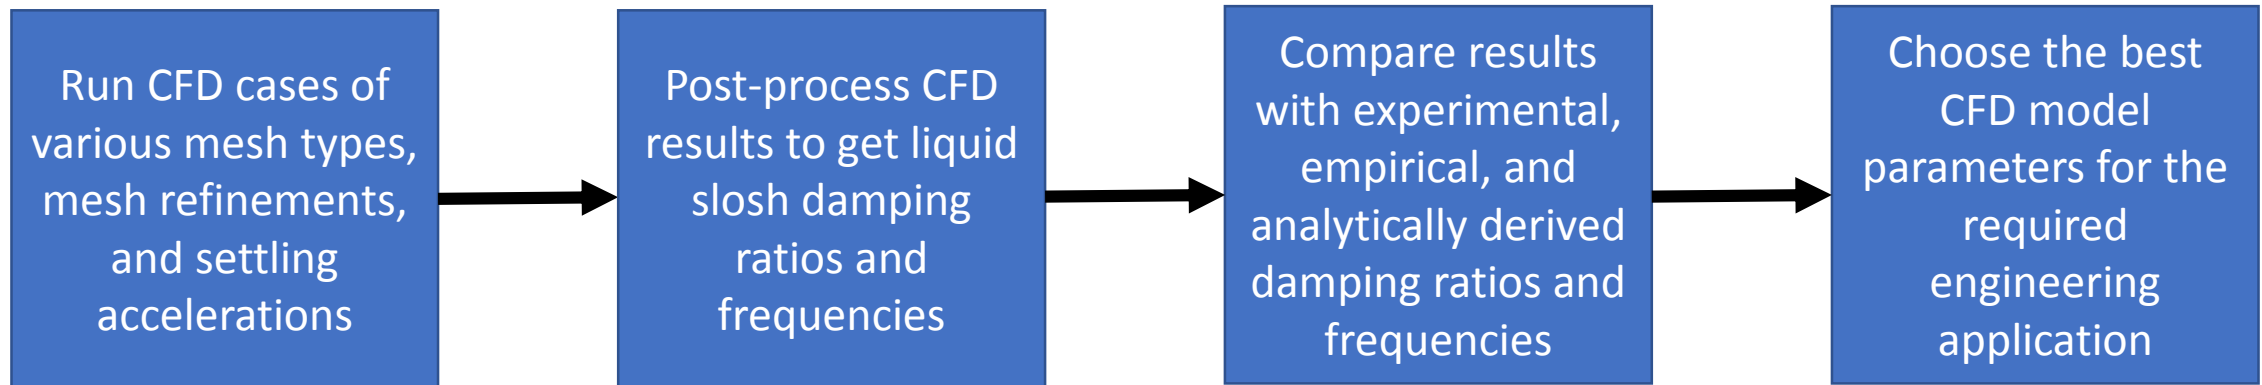 Run CFD cases of
various mesh types,
mesh refinements,
and settling
accelerations
Post-process CFD
results to get liquid
slosh damping
ratios and
frequencies
Compare results
with experimental,
empirical, and
analytically derived
damping ratios and
frequencies
Choose the best
CFD model
parameters for the
required
engineering
application